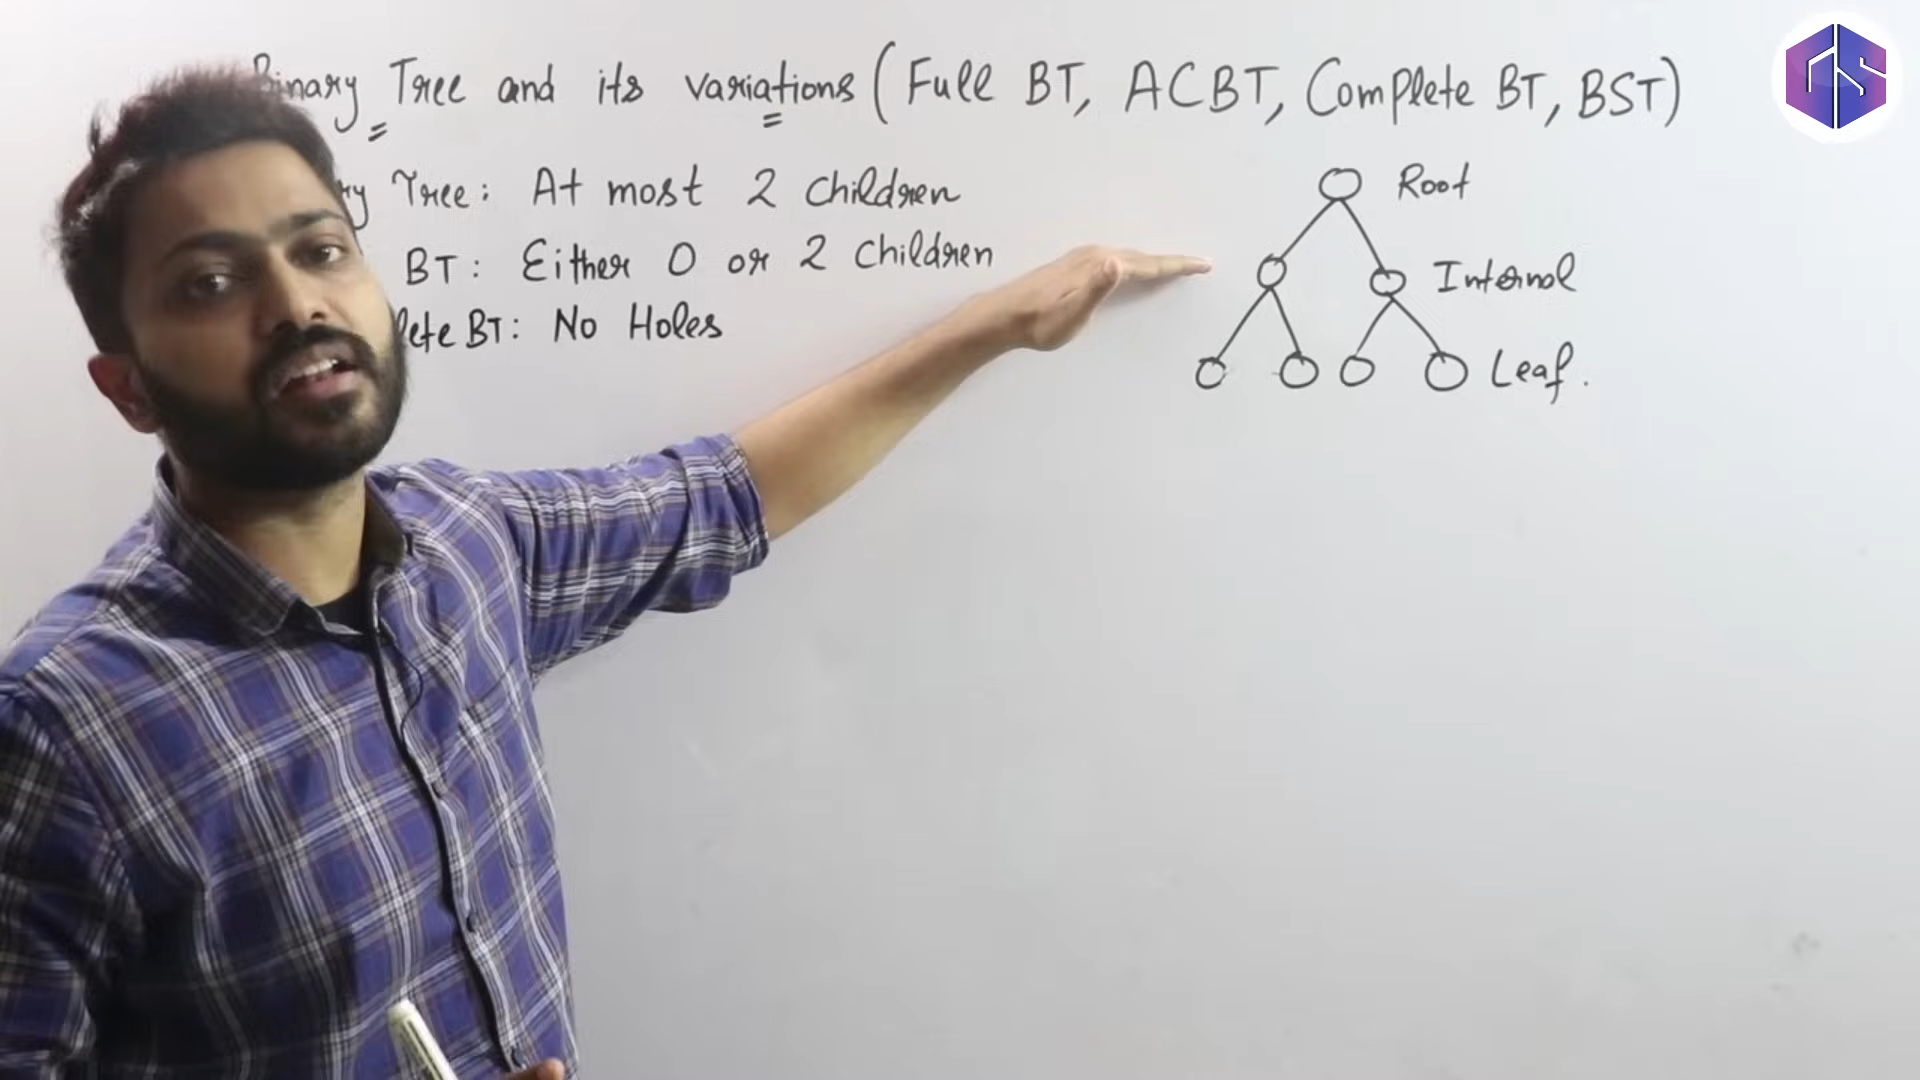 Binary Tree and its variations (Full BT, ACBT, Complete BT, BST)
Tree: At most 2 children
BT: Either 0 or 2 children
BT: No Holes
Root
Internal
Leaf.